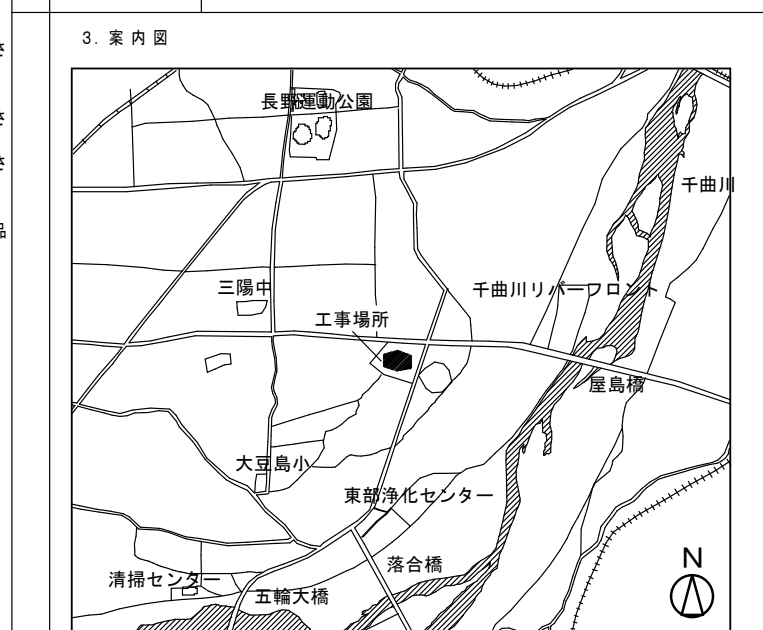 3. 案内図
長野運動公園
千曲川
三陽中
千曲川リバーフロント
工事場所
屋島橋
大豆島小
東部浄化センター
落合橋
N
清掃センター
五輪大橋